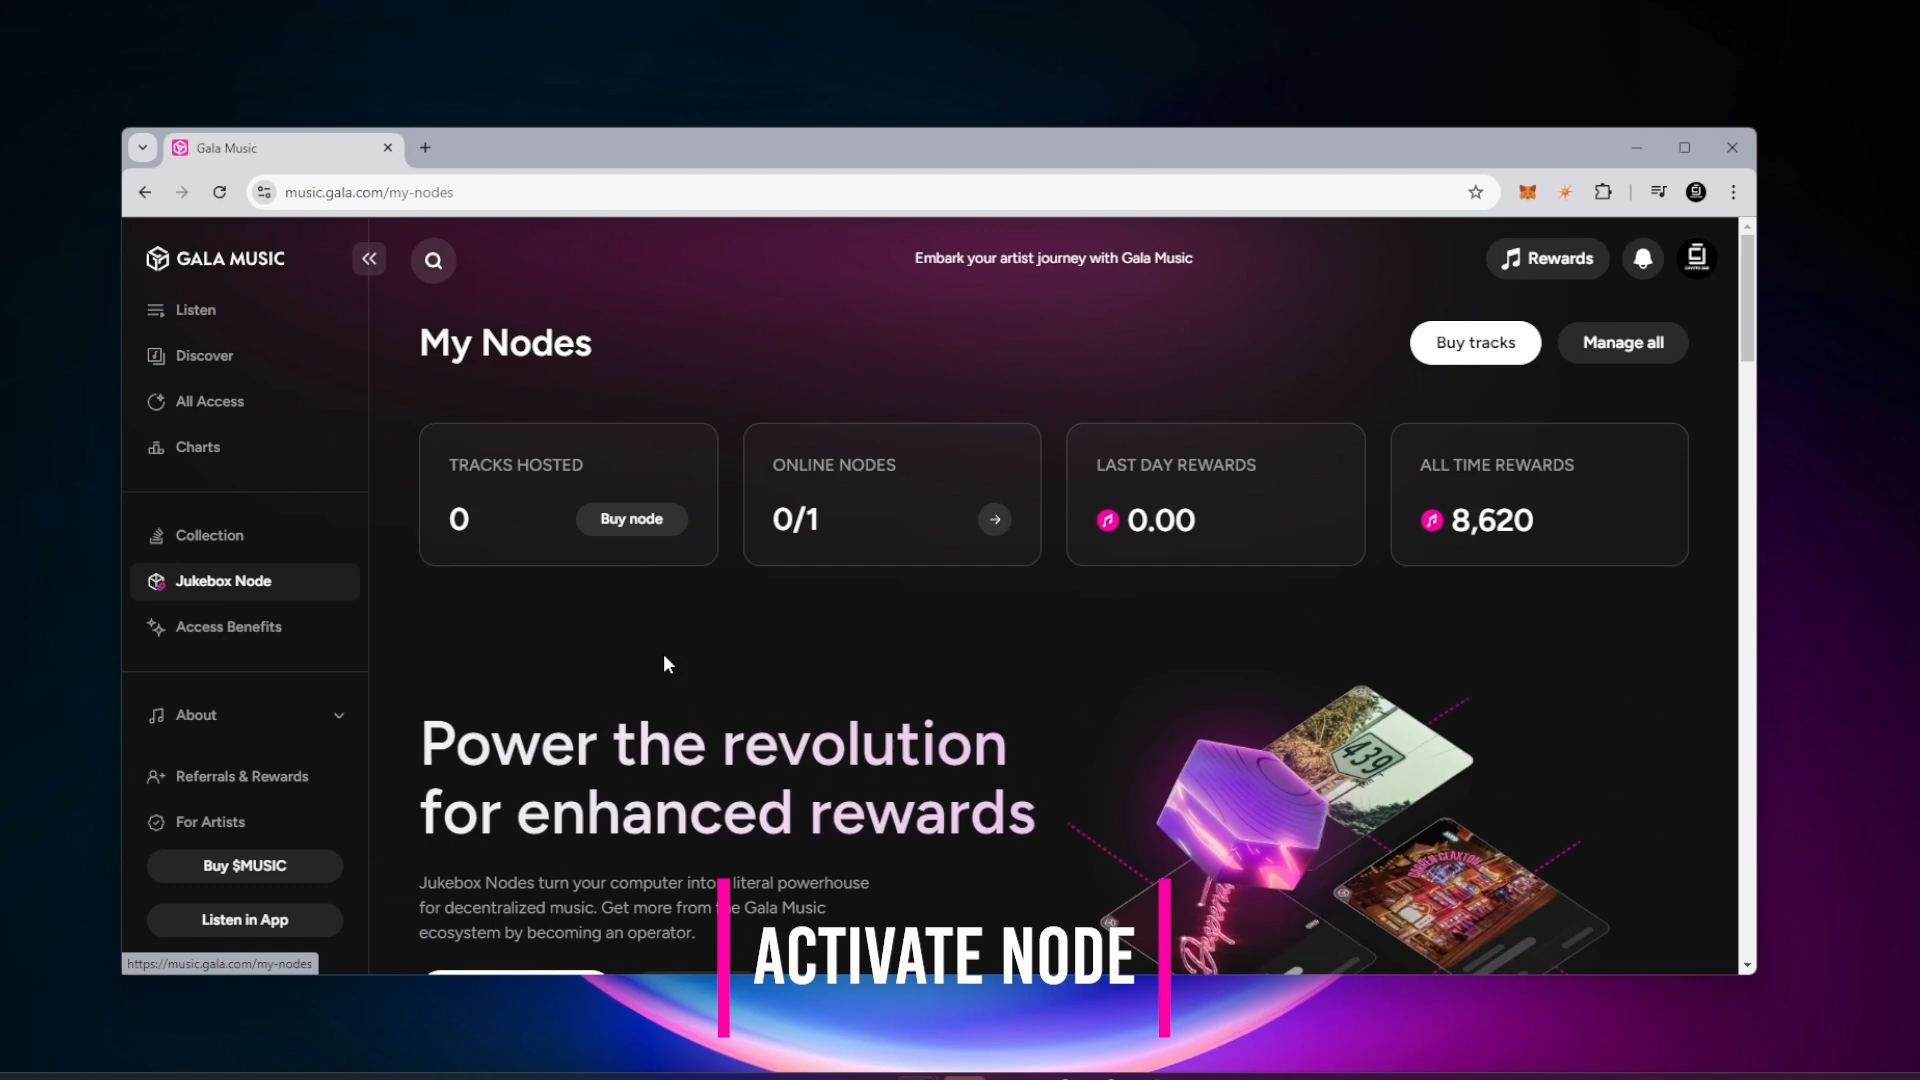 Gala Music
music.gala.com/my-nodes
GALA MUSIC
Embark your artist journey with Gala Music
Rewards
Listen
Discover
All Access
Charts
Collection
Jukebox Node
Access Benefits
About
Referrals & Rewards
For Artists
Buy $MUSIC
Listen in App
https://music.gala.com/my-nodes
My Nodes
Buy tracks
Manage all
TRACKS HOSTED
0
Buy node
ONLINE NODES
0/1
LAST DAY REWARDS
0.00
ALL TIME REWARDS
8,620
Power the revolution
for enhanced rewards
Jukebox Nodes turn your computer into literal powerhouse
for decentralized music. Get more from the Gala Music
ecosystem by becoming an operator.
439
DARREN CLAXTON
ACTIVATE NODE